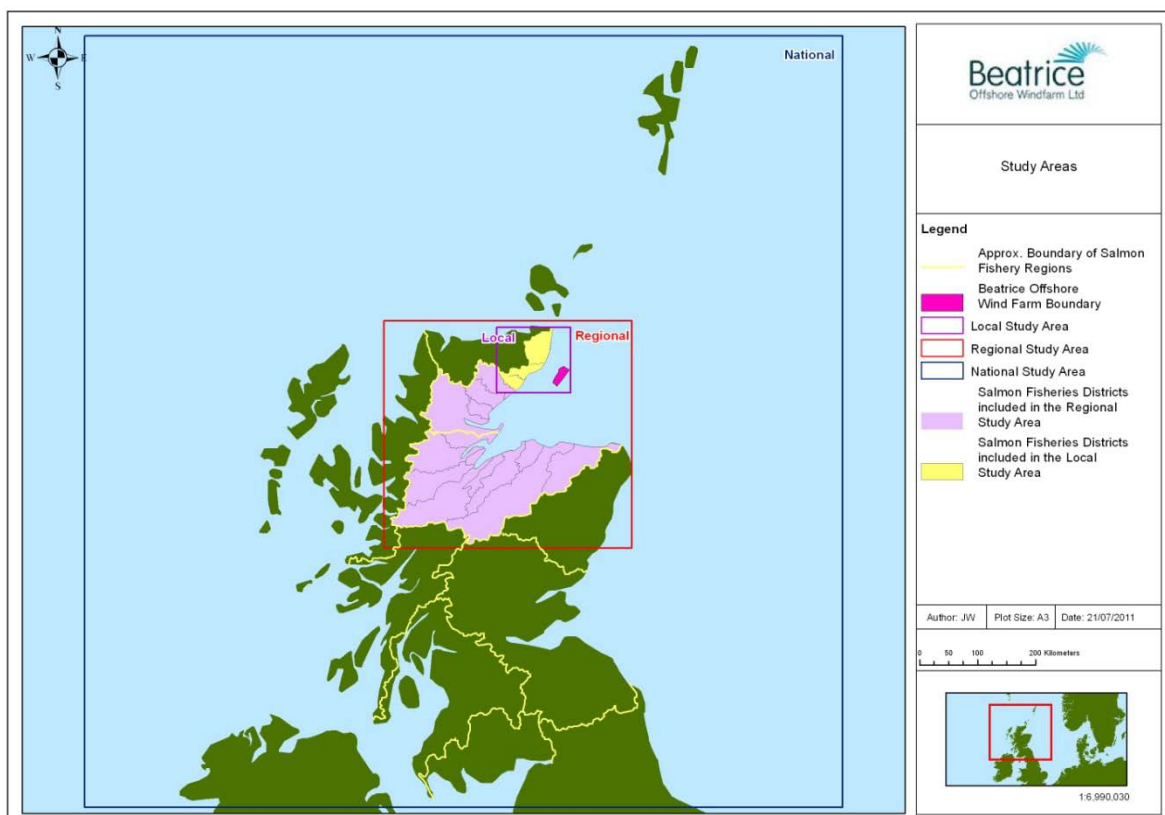 N
W E
S
National
Local
Regional
Beatrice
Offshore Windfarm Ltd
Study Areas
Legend
Approx. Boundary of Salmon
Fishery Regions
Beatrice Offshore
Wind Farm Boundary
Local Study Area
Regional Study Area
National Study Area
Salmon Fisheries Districts
included in the Regional
Study Area
Salmon Fisheries Districts
included in the Local
Study Area
Author: JW Plot Size: A3 Date: 21/07/2011
0 50 100 200 Kilometers
1:6,990,030